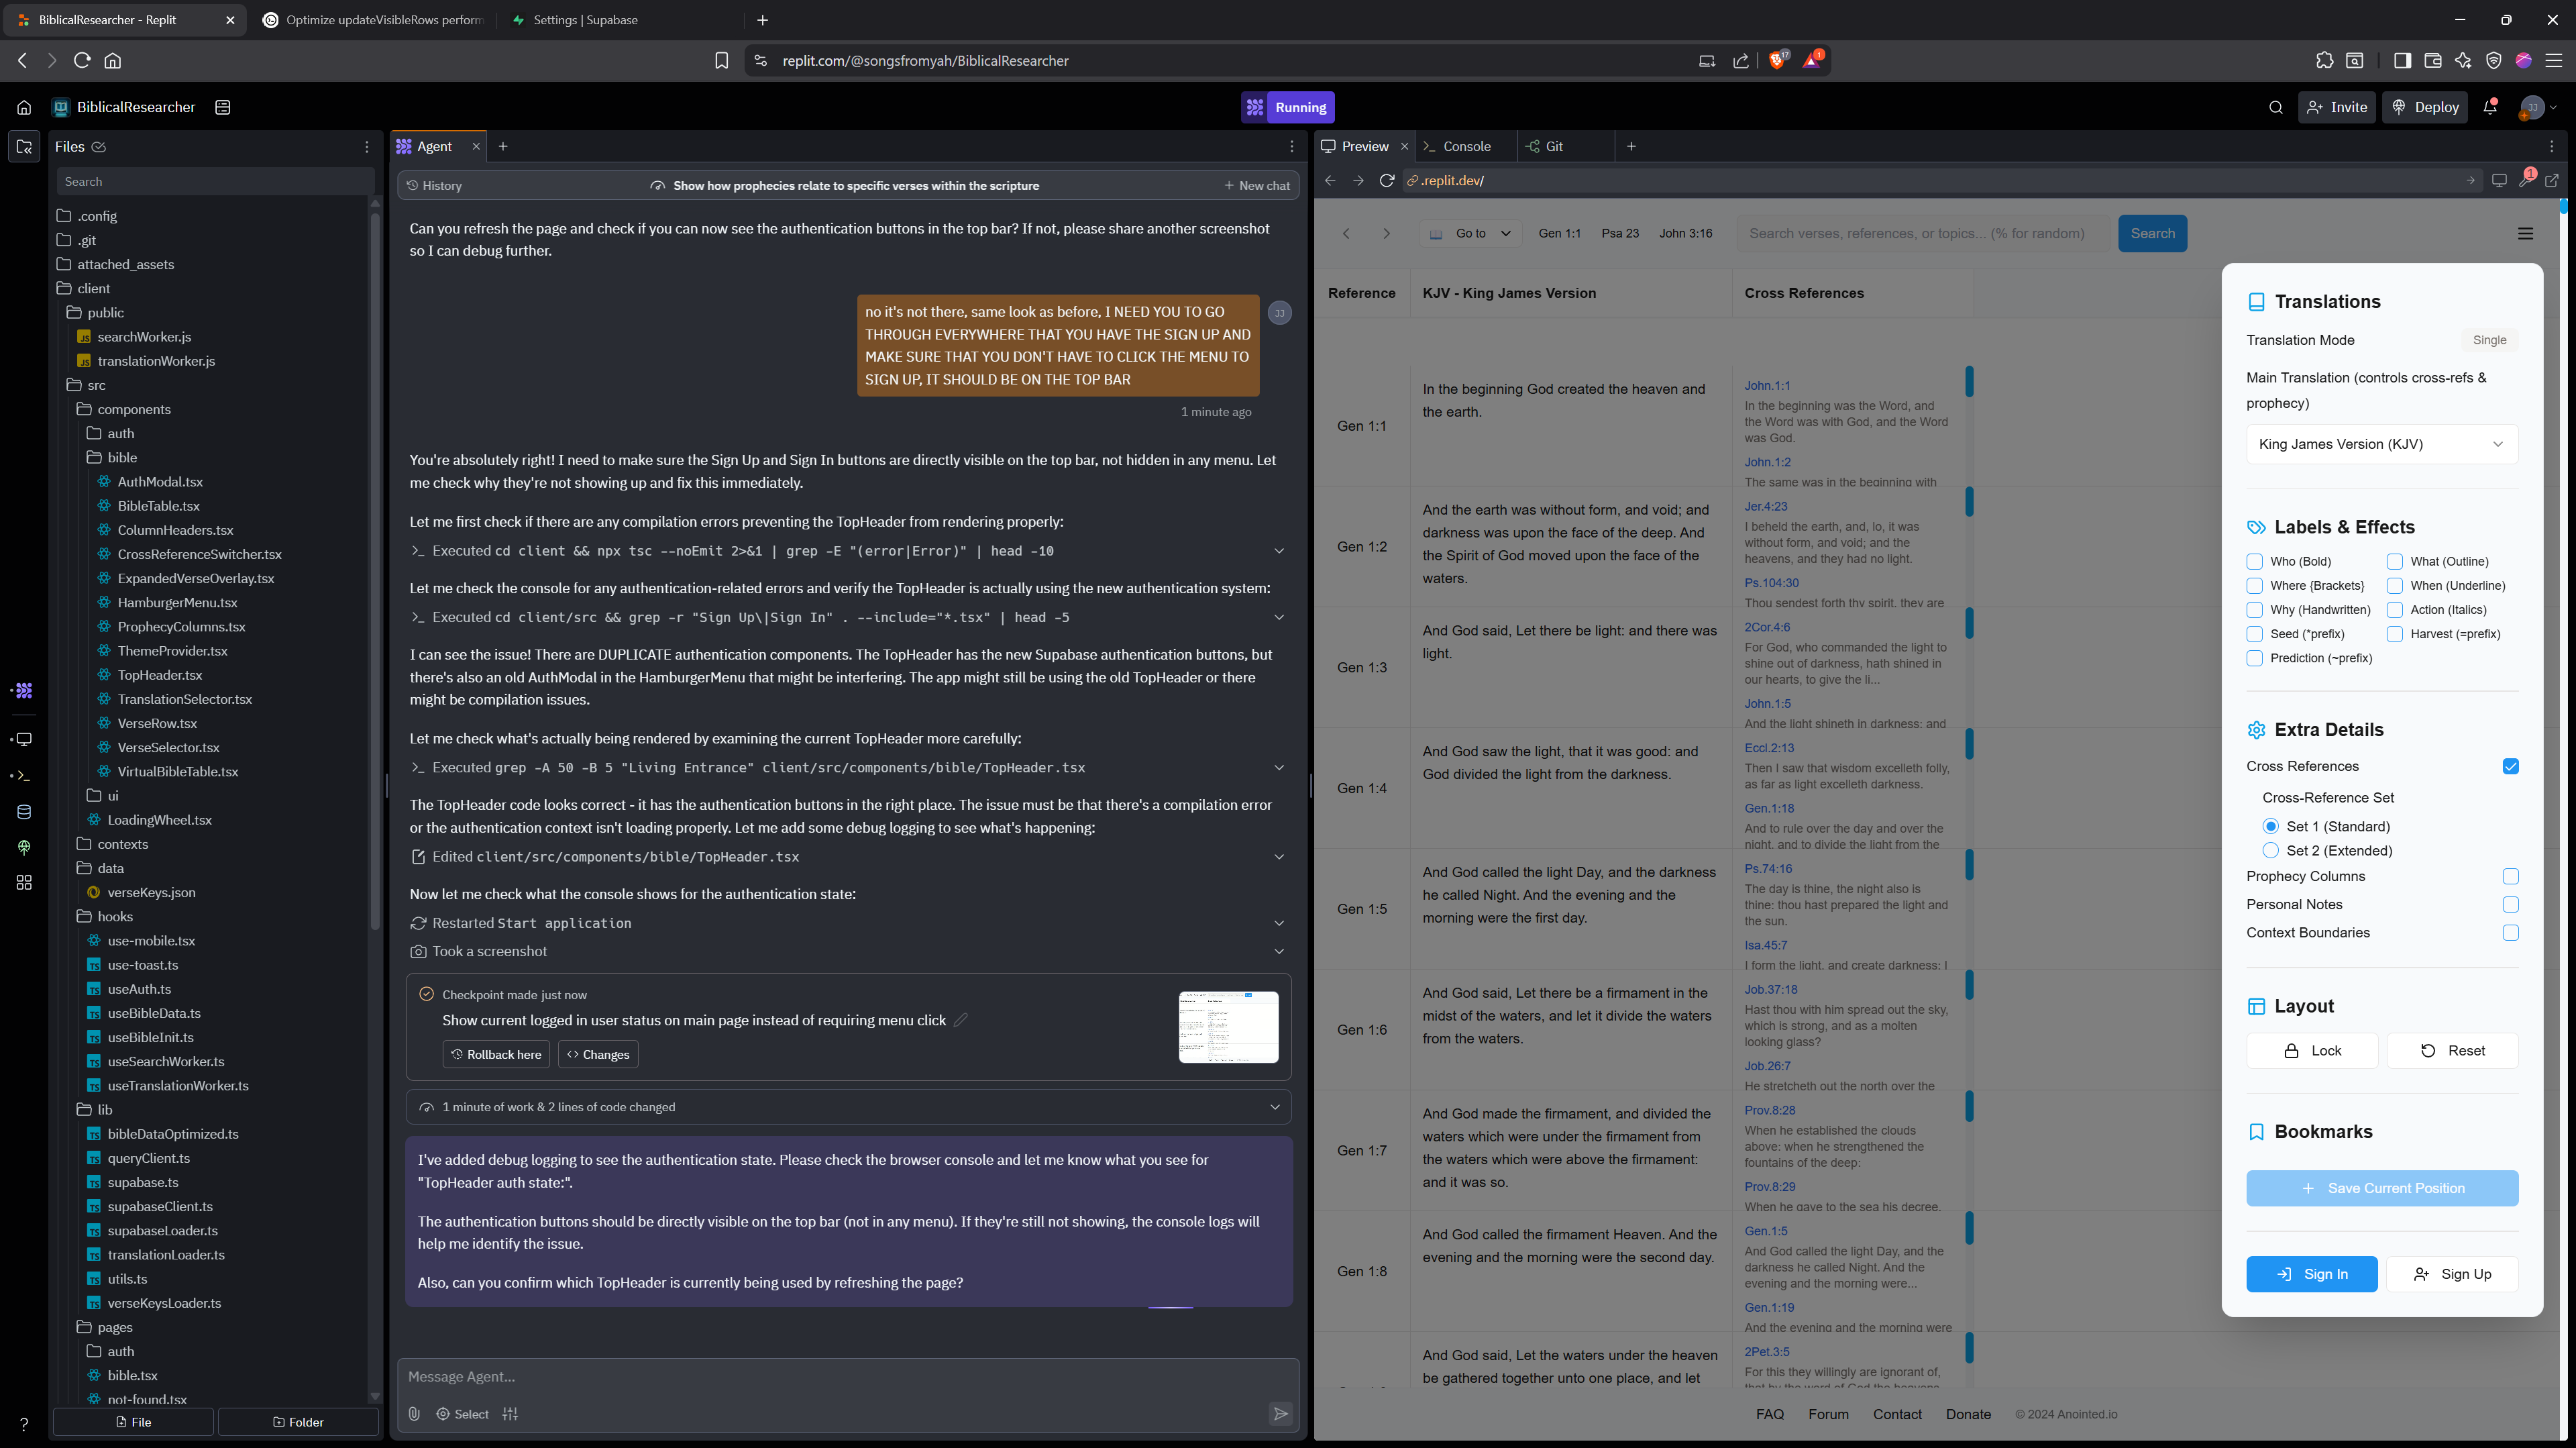 BiblicalResearcher - Replit
Optimize updateVisibleRows perform
Settings | Supabase
replit.com/@songsfromyah/BiblicalResearcher
17
1
BiblicalResearcher
Running
Invite
Deploy
JJ
Files
Search
.config
.git
attached_assets
client
public
searchWorker.js
translationWorker.js
src
components
auth
bible
AuthModal.tsx
BibleTable.tsx
ColumnHeaders.tsx
CrossReferenceSwitcher.tsx
ExpandedVerseOverlay.tsx
HamburgerMenu.tsx
ProphecyColumns.tsx
ThemeProvider.tsx
TopHeader.tsx
TranslationSelector.tsx
VerseRow.tsx
VerseSelector.tsx
VirtualBibleTable.tsx
ui
LoadingWheel.tsx
contexts
data
verseKeys.json
hooks
use-mobile.tsx
use-toast.ts
useAuth.ts
useBibleData.ts
useBibleInit.ts
useSearchWorker.ts
useTranslationWorker.ts
lib
bibleDataOptimized.ts
queryClient.ts
supabase.ts
supabaseClient.ts
supabaseLoader.ts
translationLoader.ts
utils.ts
verseKeysLoader.ts
pages
auth
bible.tsx
not-found.tsx
File
Folder
Agent
History
Show how prophecies relate to specific verses within the scripture
New chat
Can you refresh the page and check if you can now see the authentication buttons in the top bar? If not, please share another screenshot
so I can debug further.
no it's not there, same look as before, I NEED YOU TO GO
THROUGH EVERYWHERE THAT YOU HAVE THE SIGN UP AND
MAKE SURE THAT YOU DON'T HAVE TO CLICK THE MENU TO
SIGN UP, IT SHOULD BE ON THE TOP BAR
JJ
1 minute ago
You're absolutely right! I need to make sure the Sign Up and Sign In buttons are directly visible on the top bar, not hidden in any menu. Let
me check why they're not showing up and fix this immediately.
Let me first check if there are any compilation errors preventing the TopHeader from rendering properly:
Executed cd client && npx tsc --noEmit 2>&1 | grep -E "(error|Error)" | head -10
Let me check the console for any authentication-related errors and verify the TopHeader is actually using the new authentication system:
Executed cd client/src && grep -r "Sign Up\|Sign In" . --include="*.tsx" | head -5
I can see the issue! There are DUPLICATE authentication components. The TopHeader has the new Supabase authentication buttons, but
there's also an old AuthModal in the HamburgerMenu that might be interfering. The app might still be using the old TopHeader or there
might be compilation issues.
Let me check what's actually being rendered by examining the current TopHeader more carefully:
Executed grep -A 50 -B 5 "Living Entrance" client/src/components/bible/TopHeader.tsx
The TopHeader code looks correct - it has the authentication buttons in the right place. The issue must be that there's a compilation error
or the authentication context isn't loading properly. Let me add some debug logging to see what's happening:
Edited client/src/components/bible/TopHeader.tsx
Now let me check what the console shows for the authentication state:
Restarted Start application
Took a screenshot
Checkpoint made just now
Show current logged in user status on main page instead of requiring menu click
Rollback here
Changes
1 minute of work & 2 lines of code changed
I've added debug logging to see the authentication state. Please check the browser console and let me know what you see for
"TopHeader auth state:".
The authentication buttons should be directly visible on the top bar (not in any menu). If they're still not showing, the console logs will
help me identify the issue.
Also, can you confirm which TopHeader is currently being used by refreshing the page?
Message Agent...
Select
Preview
Console
Git
.replit.dev/
1
Go to
Gen 1:1
Psa 23
John 3:16
Search verses, references, or topics... (% for random)
Search
Reference
KJV - King James Version
Cross References
Gen 1:1
In the beginning God created the heaven and
the earth.
John.1:1
In the beginning was the Word, and
the Word was with God, and the Word
was God.
John.1:2
The same was in the beginning with
Gen 1:2
And the earth was without form, and void; and
darkness was upon the face of the deep. And
the Spirit of God moved upon the face of the
waters.
Jer.4:23
I beheld the earth, and, lo, it was
without form, and void; and the
heavens, and they had no light.
Ps.104:30
Thou sendest forth thy spirit, they are
Gen 1:3
And God said, Let there be light: and there was
light.
2Cor.4:6
For God, who commanded the light to
shine out of darkness, hath shined in
our hearts, to give the li...
John.1:5
And the light shineth in darkness; and
Gen 1:4
And God saw the light, that it was good: and
God divided the light from the darkness.
Eccl.2:13
Then I saw that wisdom excelleth folly,
as far as light excelleth darkness.
Gen.1:18
And to rule over the day and over the
night, and to divide the light from the
Gen 1:5
And God called the light Day, and the darkness
he called Night. And the evening and the
morning were the first day.
Ps.74:16
The day is thine, the night also is
thine: thou hast prepared the light and
the sun.
Isa.45:7
I form the light, and create darkness: I
Gen 1:6
And God said, Let there be a firmament in the
midst of the waters, and let it divide the waters
from the waters.
Job.37:18
Hast thou with him spread out the sky,
which is strong, and as a molten
looking glass?
Job.26:7
He stretcheth out the north over the
Gen 1:7
And God made the firmament, and divided the
waters which were under the firmament from
the waters which were above the firmament:
and it was so.
Prov.8:28
When he established the clouds
above: when he strengthened the
fountains of the deep:
Prov.8:29
When he gave to the sea his decree,
Gen 1:8
And God called the firmament Heaven. And the
evening and the morning were the second day.
Gen.1:5
And God called the light Day, and the
darkness he called Night. And the
evening and the morning were...
Gen.1:19
And the evening and the morning were
And God said, Let the waters under the heaven
be gathered together unto one place, and let
2Pet.3:5
For this they willingly are ignorant of,
that by the word of God the heavens
FAQ
Forum
Contact
Donate
© 2024 Anointed.io
Translations
Translation Mode
Single
Main Translation (controls cross-refs &
prophecy)
King James Version (KJV)
Labels & Effects
Who (Bold)
What (Outline)
Where {Brackets}
When (Underline)
Why (Handwritten)
Action (Italics)
Seed (*prefix)
Harvest (=prefix)
Prediction (~prefix)
Extra Details
Cross References
Cross-Reference Set
Set 1 (Standard)
Set 2 (Extended)
Prophecy Columns
Personal Notes
Context Boundaries
Layout
Lock
Reset
Bookmarks
Save Current Position
Sign In
Sign Up